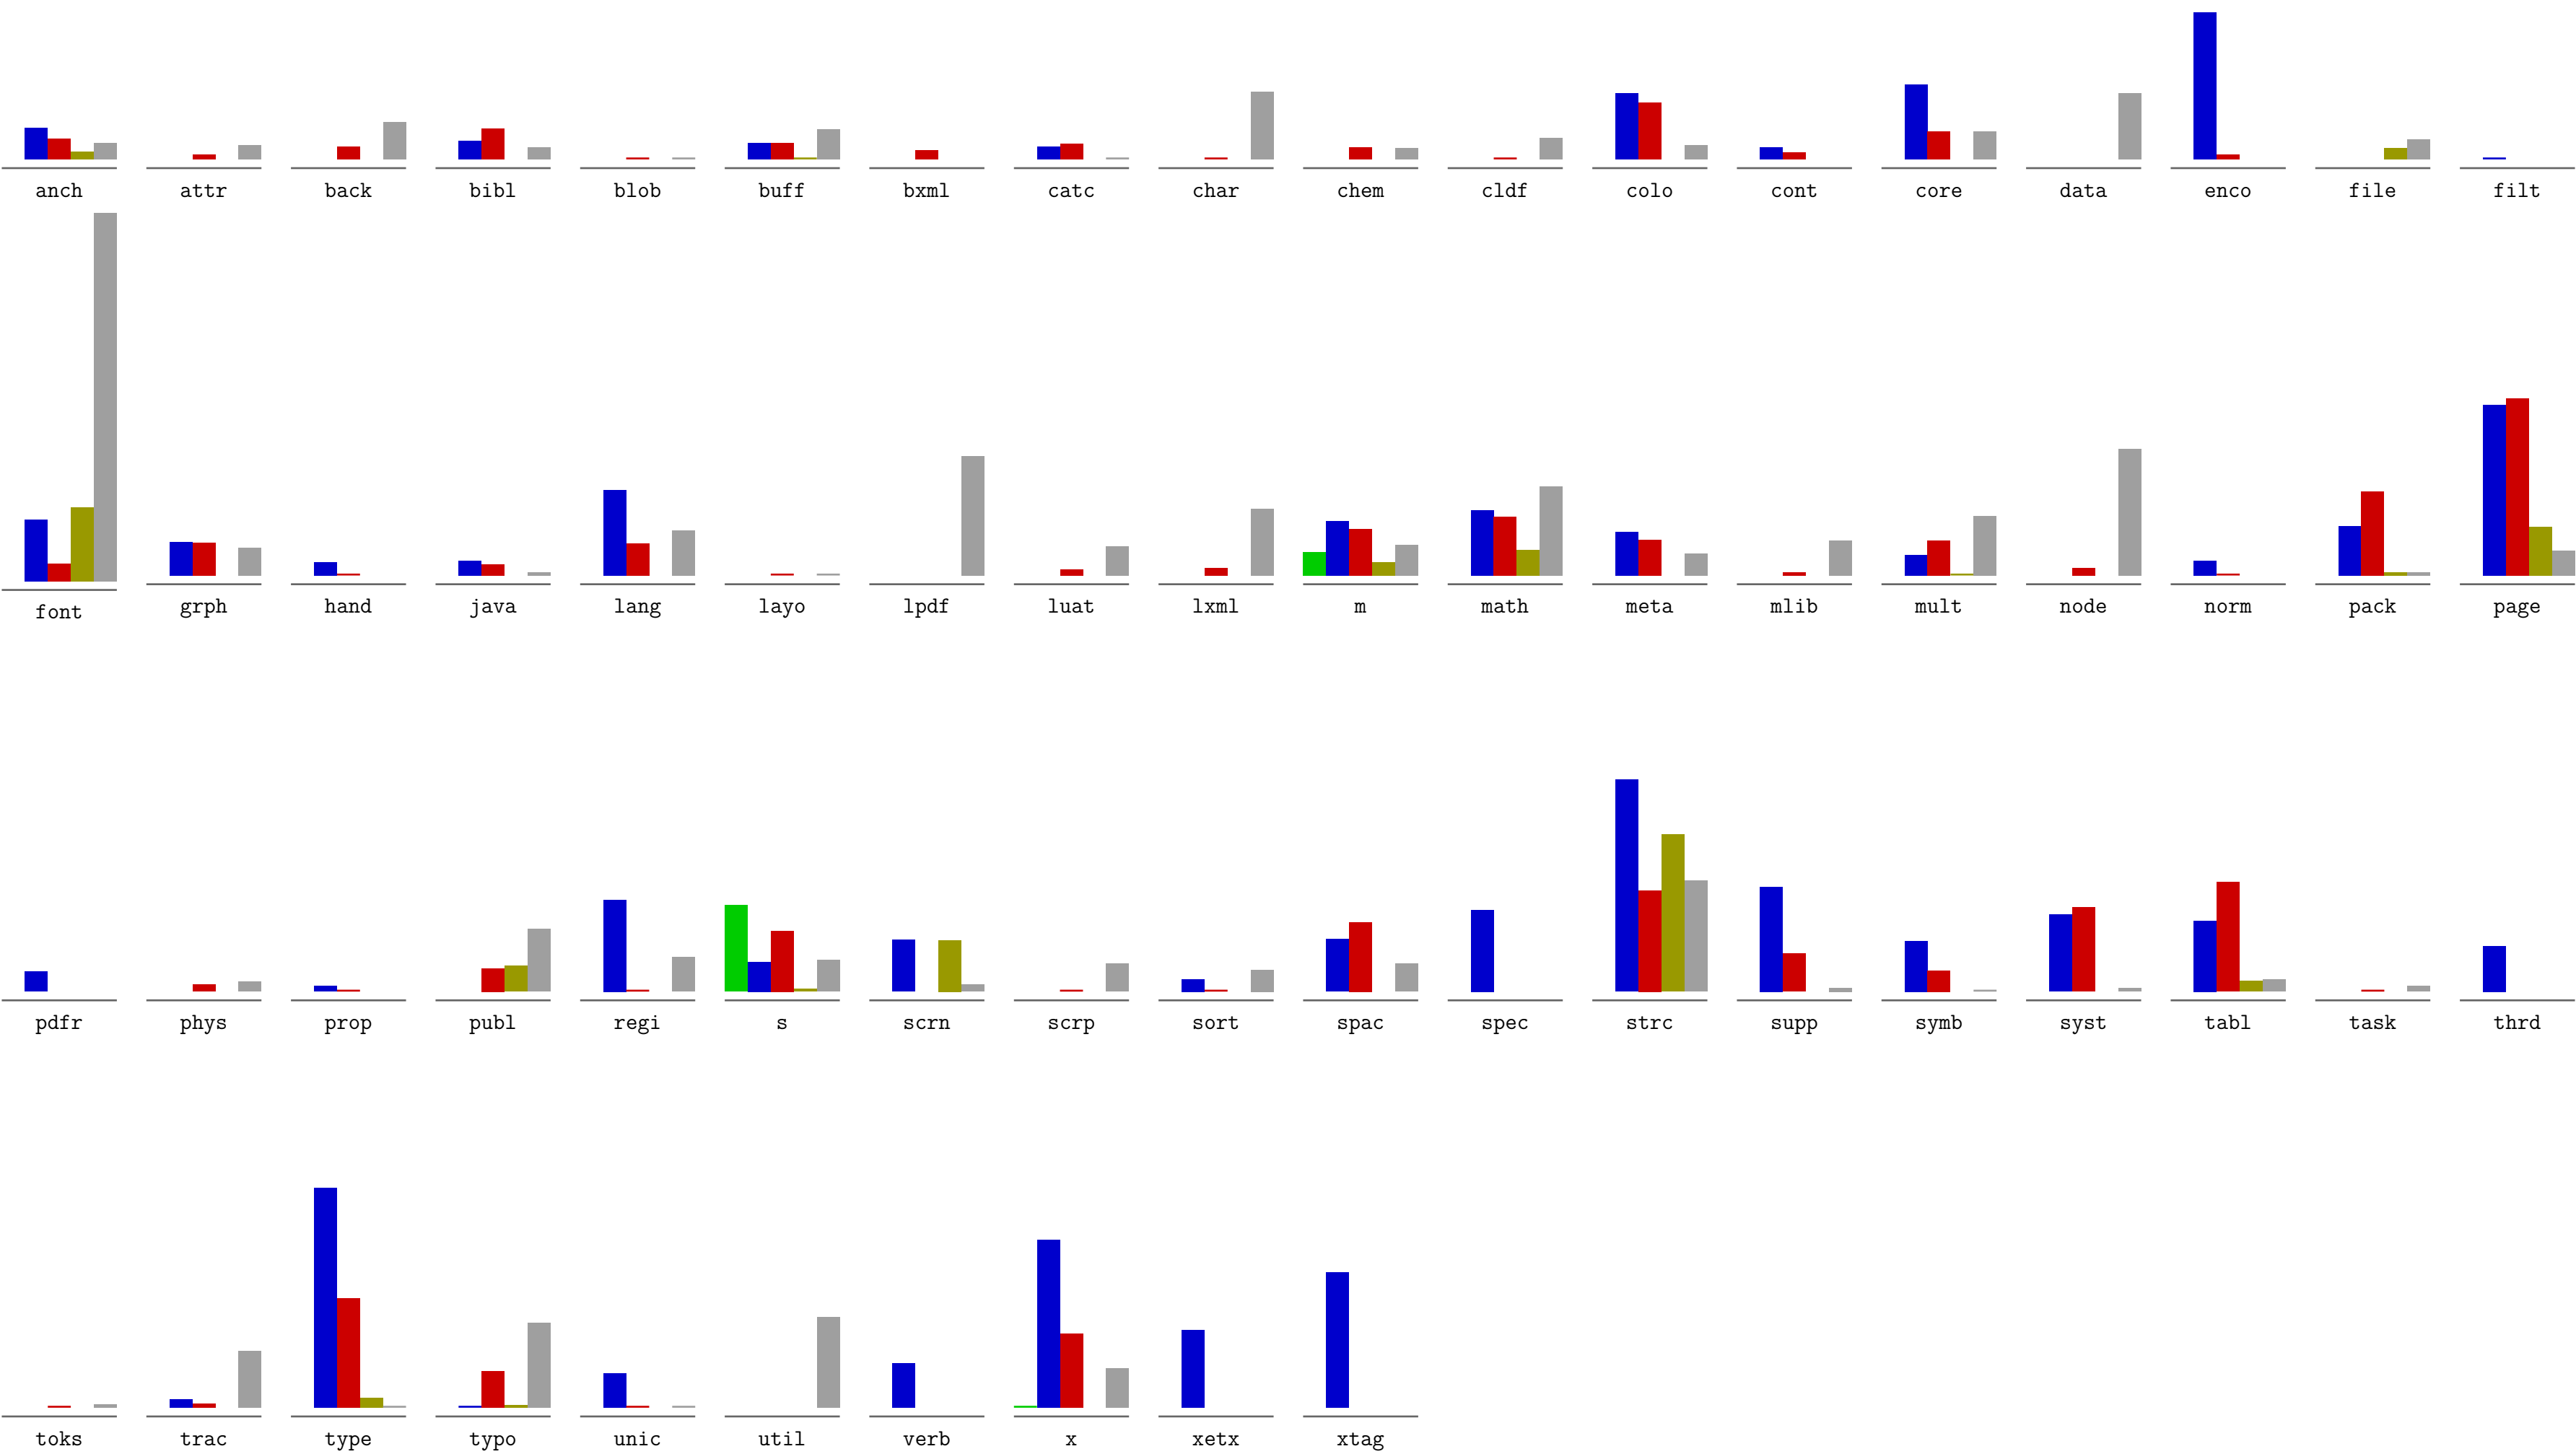 anch attr back bibl blob buff bxml catc char chem cldf colo cont core data enco file filt
font grph hand java lang layo lpdf luat lxml m math meta mlib mult node norm pack page
pdfr phys prop publ regi s scrn scrp sort spac spec strc supp symb syst tabl task thrd
toks trac type typo unic util verb x xetx xtag